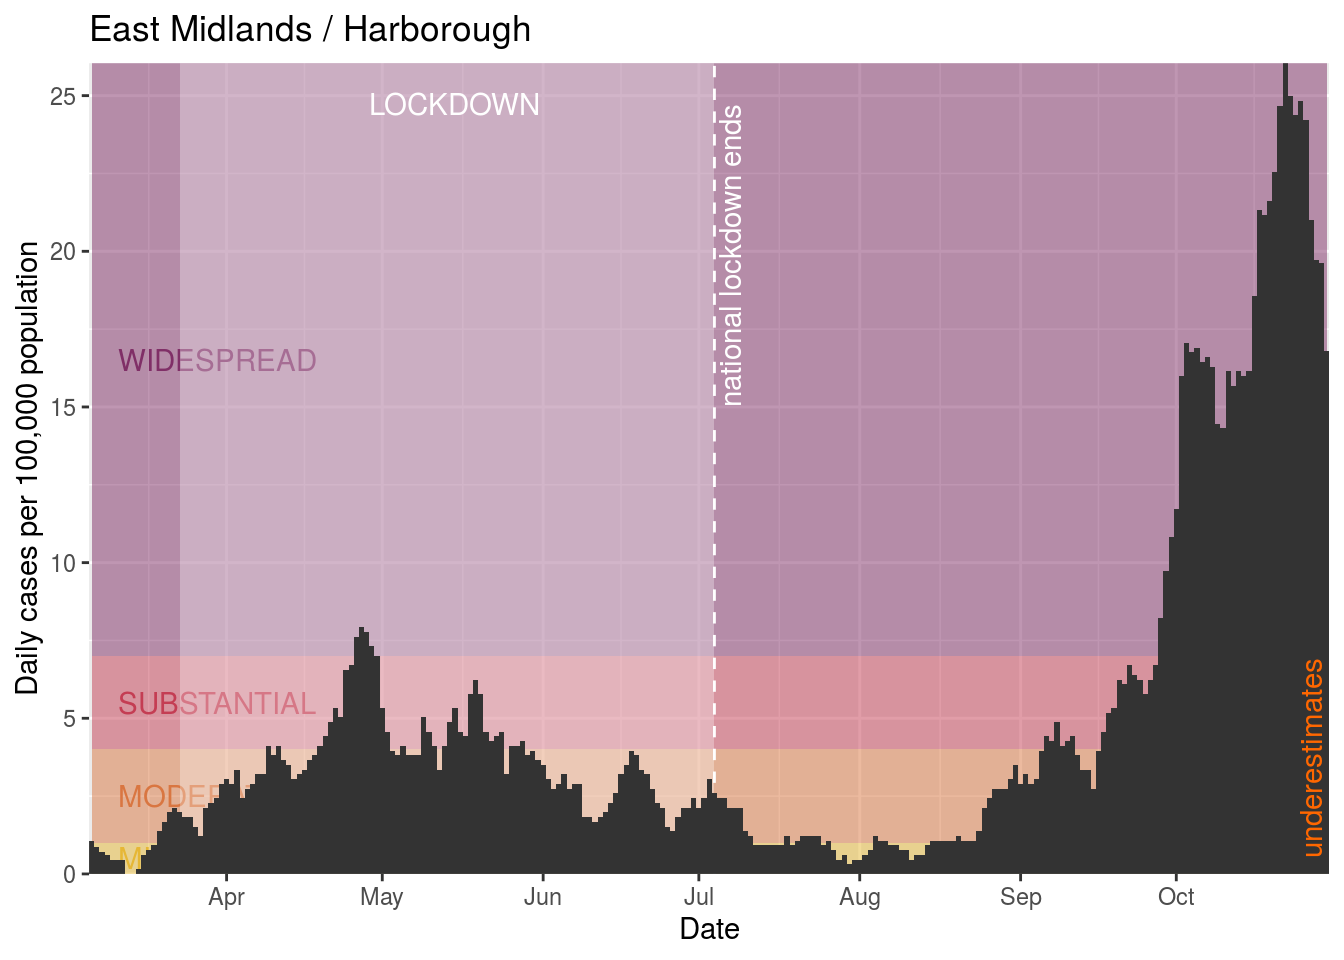 East Midlands / Harborough
LOCKDOWN
national lockdown ends
WIDESPREAD
SUBSTANTIAL
underestimates
Daily cases per 100,000 population
25
20
15
10
5
0
Apr
May
Jun
Jul
Aug
Sep
Oct
Date